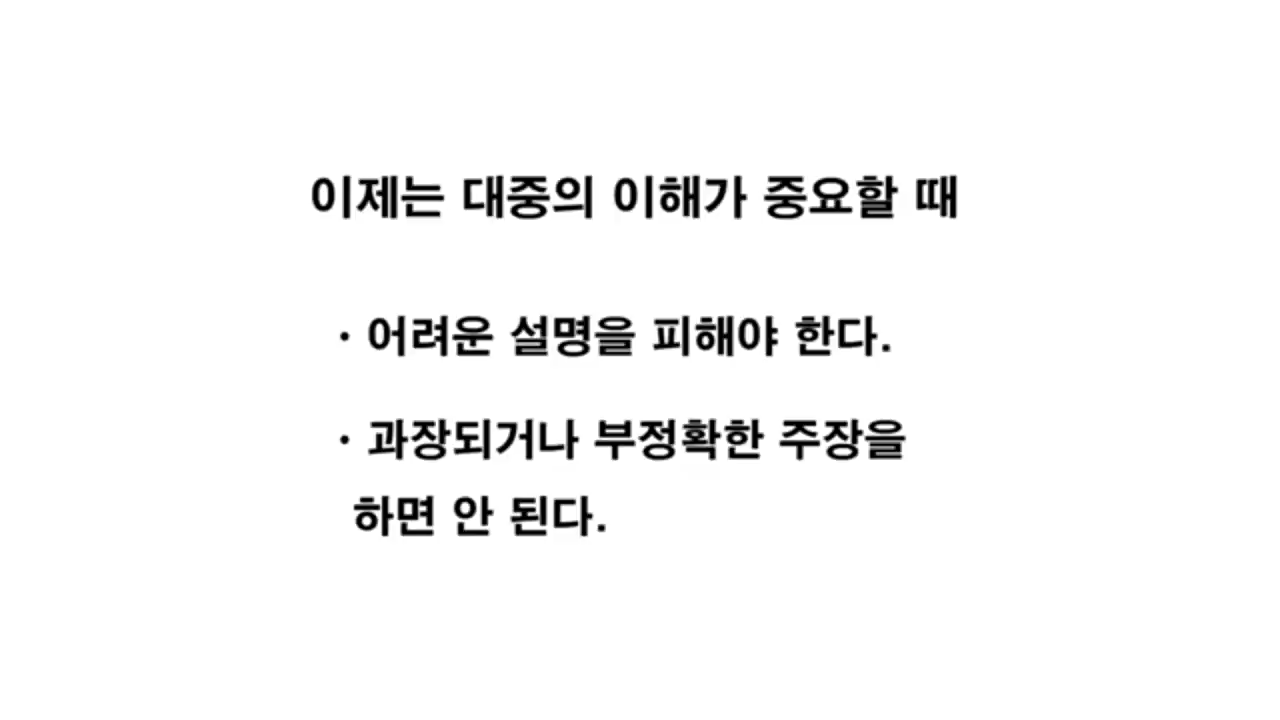 이제는 대중의 이해가 중요할 때
· 어려운 설명을 피해야 한다.
· 과장되거나 부정확한 주장을
하면 안 된다.